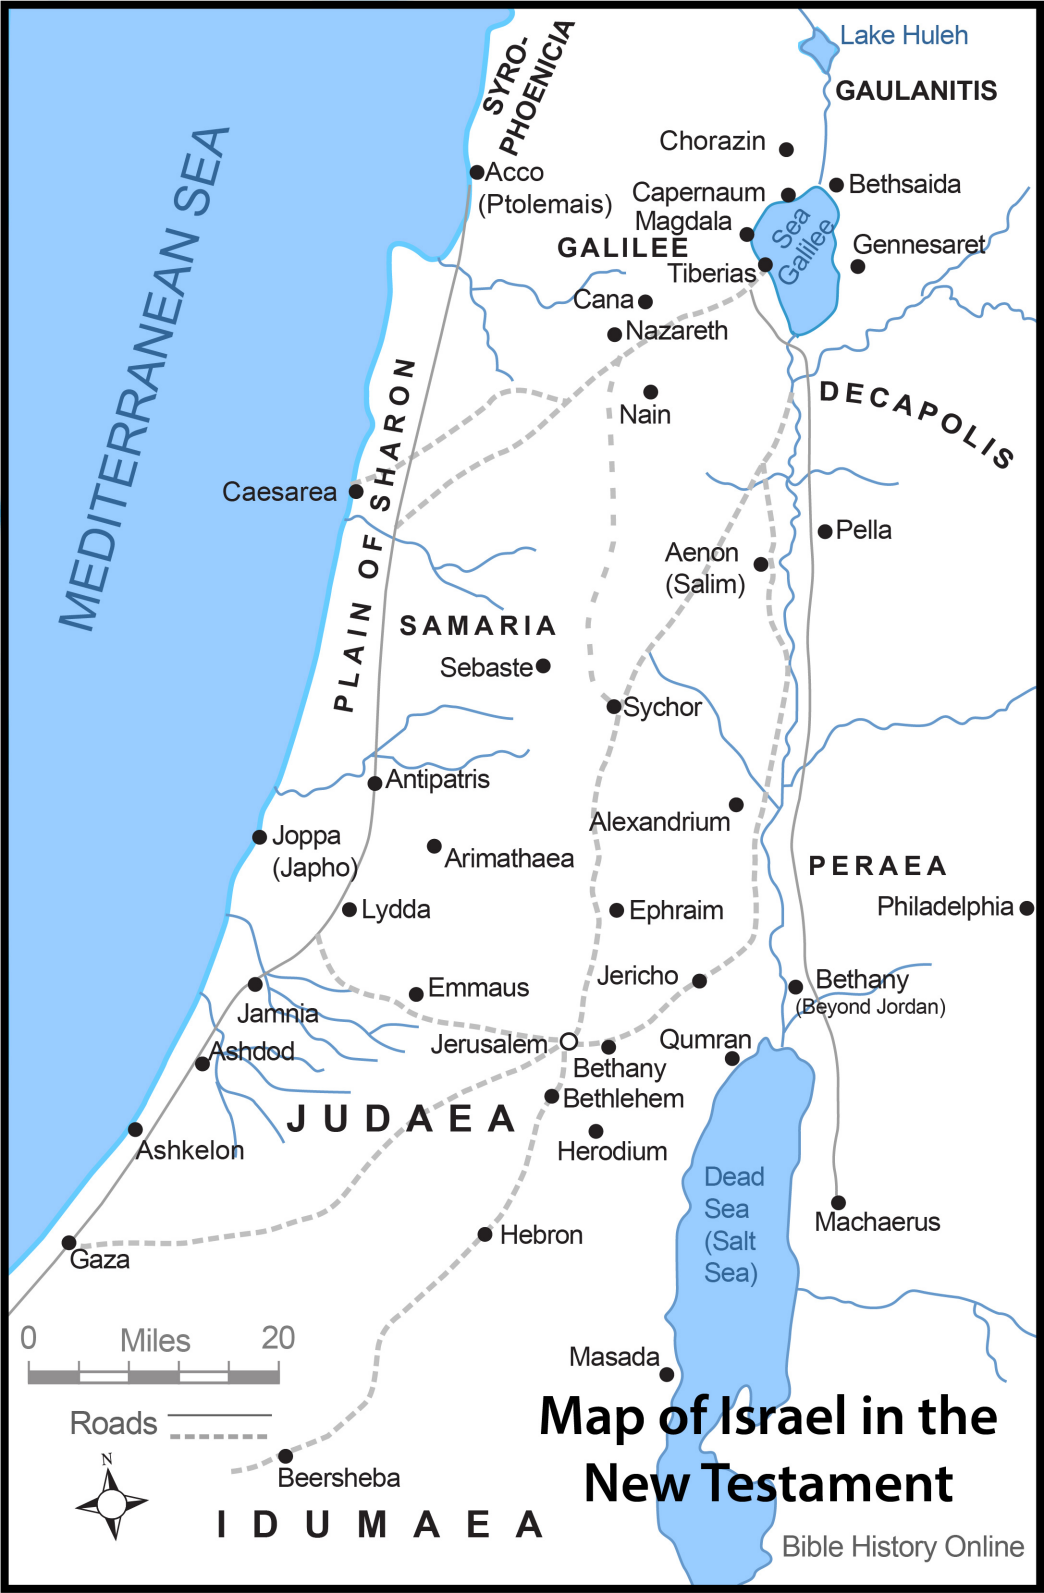 Lake Huleh
SYRO-
PHOENICIA
GAULANITIS
MEDITERRANEAN SEA
Chorazin
Acco
(Ptolemais)
Capernaum
Bethsaida
Magdala
Sea
Galilee
GALILEE
Gennesaret
Tiberias
Cana
Nazareth
DECAPOLIS
Nain
PLAIN OF SHARON
Caesarea
Pella
Aenon
(Salim)
SAMARIA
Sebaste
Sychor
Antipatris
Alexandrium
Joppa
(Japho)
Arimathaea
PERAEA
Lydda
Ephraim
Philadelphia
Jericho
Bethany
(Beyond Jordan)
Emmaus
Jamnia
Jerusalem
Qumran
Ashdod
Bethany
Bethlehem
JUDAEA
Ashkelon
Herodium
Dead
Sea
(Salt
Sea)
Machaerus
Hebron
Gaza
0 Miles 20
Masada
Roads
Map of Israel in the
New Testament
N
Beersheba
IDUMAEA
Bible History Online